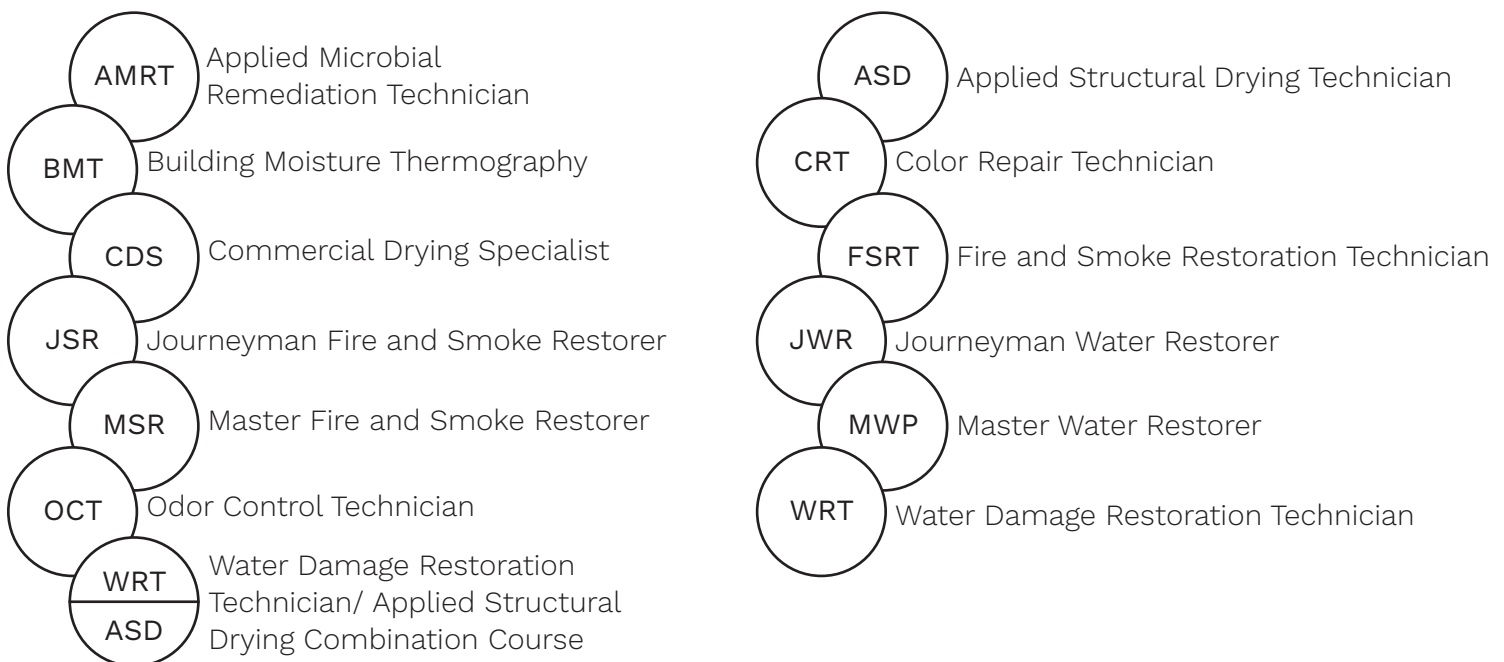 AMRT
Applied Microbial
Remediation Technician
BMT
Building Moisture Thermography
CDS
Commercial Drying Specialist
JSR
Journeyman Fire and Smoke Restorer
MSR
Master Fire and Smoke Restorer
OCT
Odor Control Technician
WRT
ASD
Water Damage Restoration
Technician/ Applied Structural
Drying Combination Course
ASD
Applied Structural Drying Technician
CRT
Color Repair Technician
FSRT
Fire and Smoke Restoration Technician
JWR
Journeyman Water Restorer
MWP
Master Water Restorer
WRT
Water Damage Restoration Technician